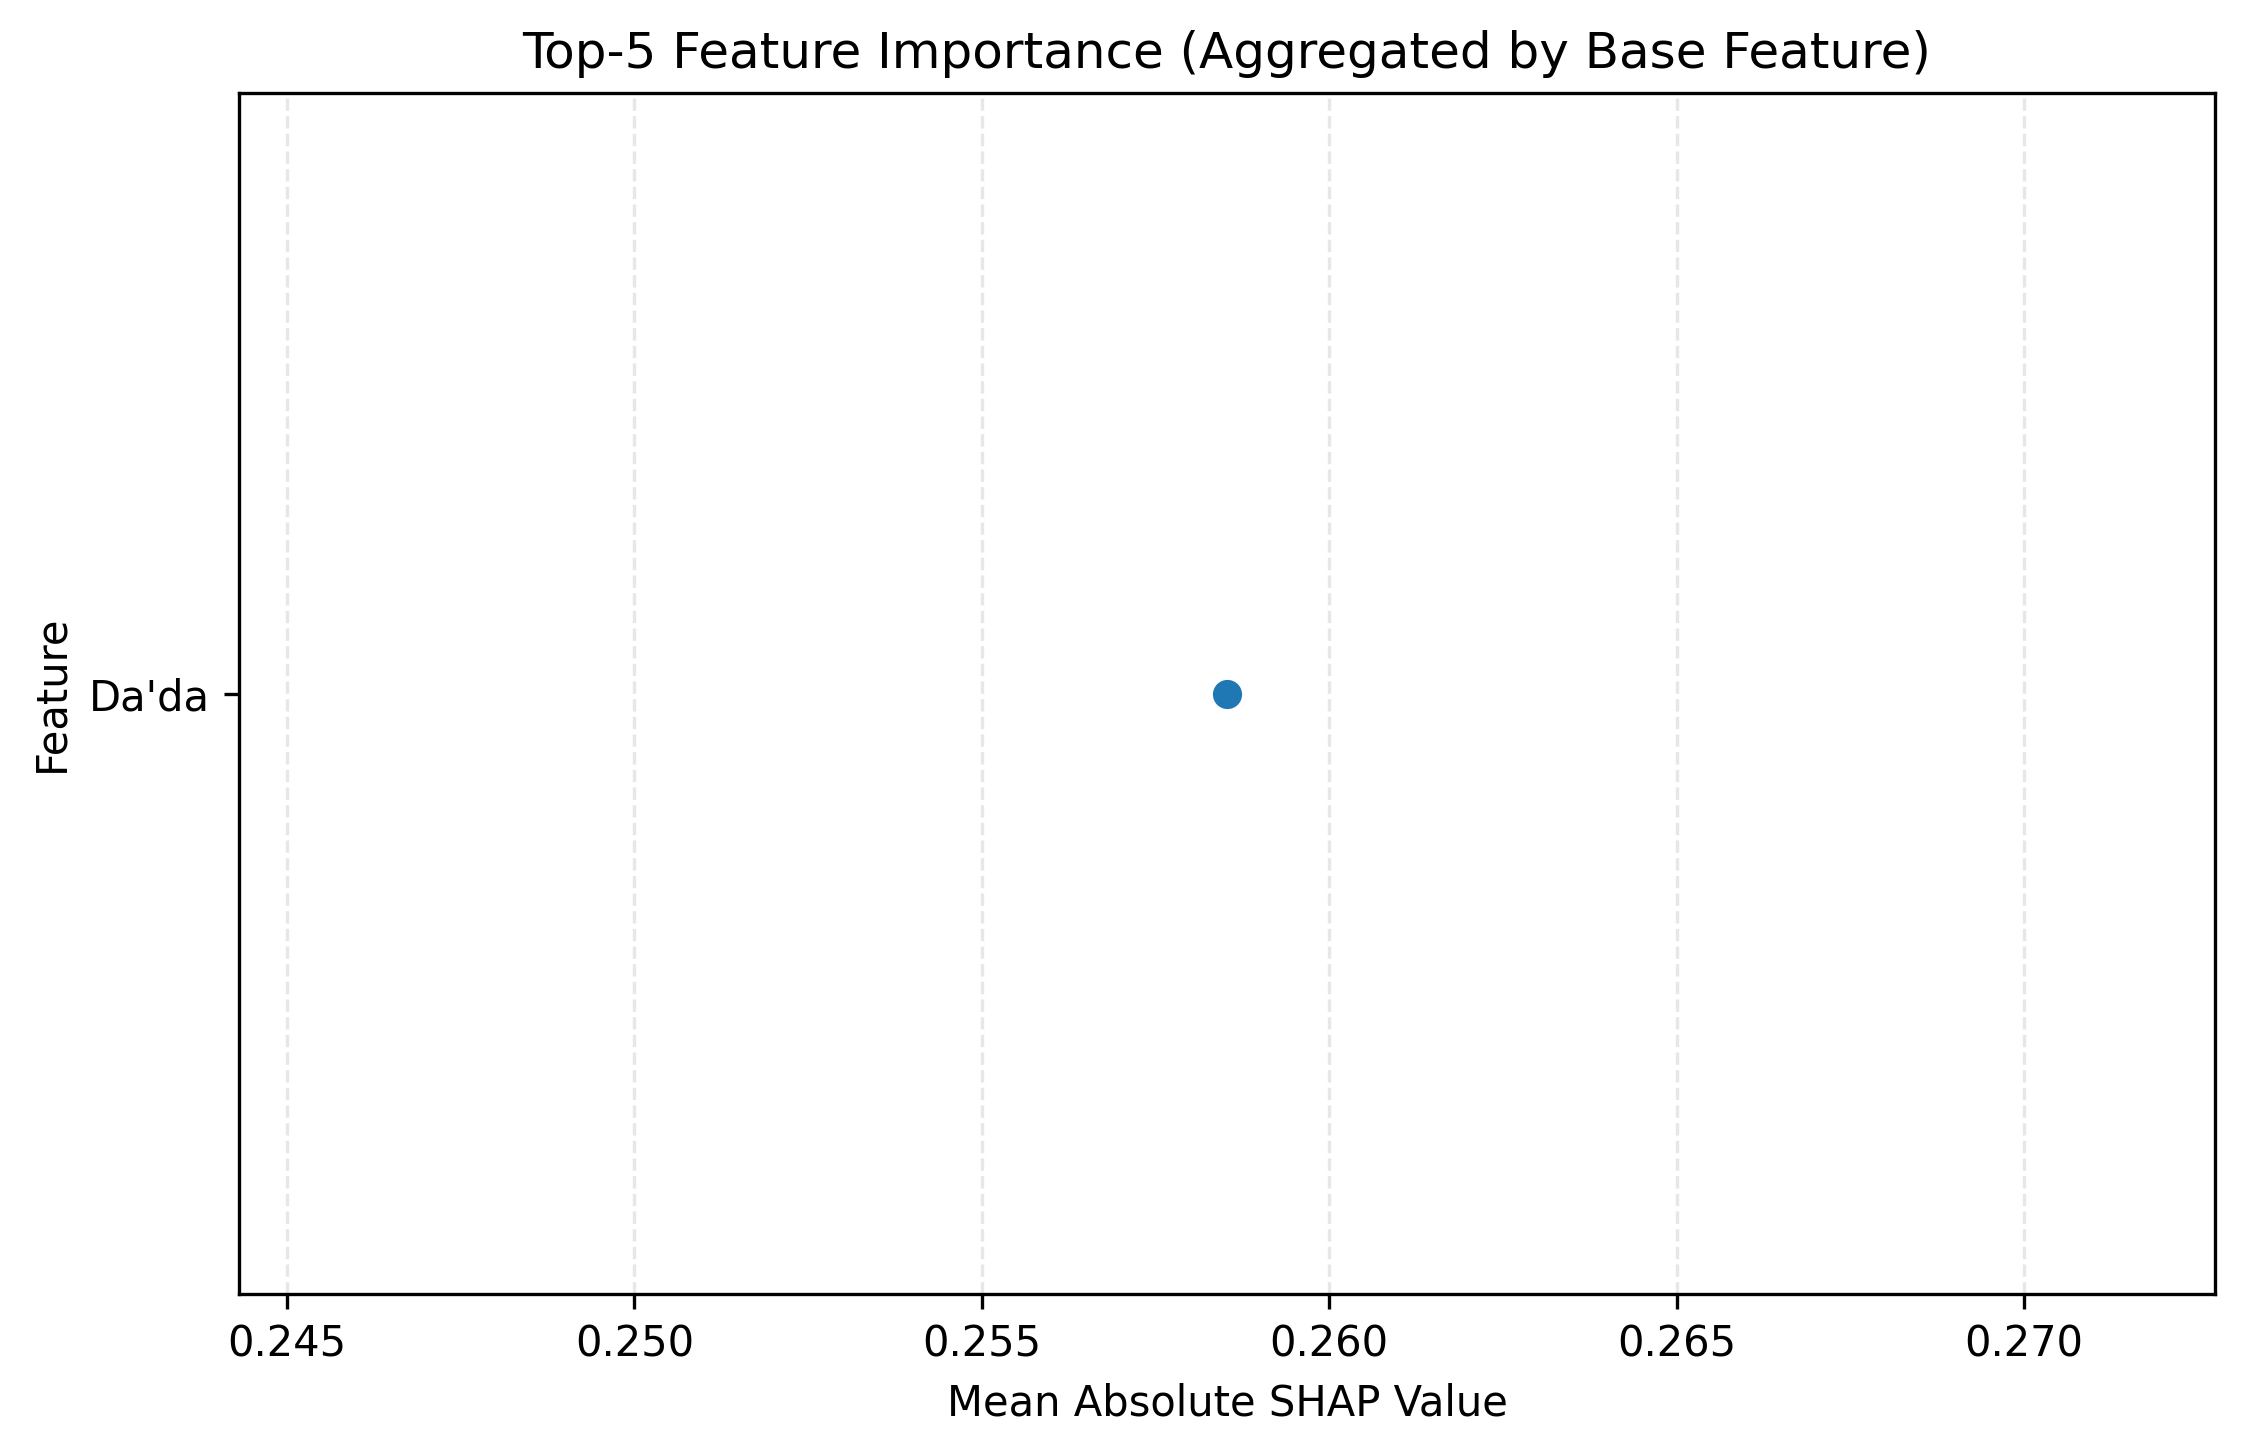 Top-5 Feature Importance (Aggregated by Base Feature)
Feature
Da'da
0.245 0.250 0.255 0.260 0.265 0.270
Mean Absolute SHAP Value